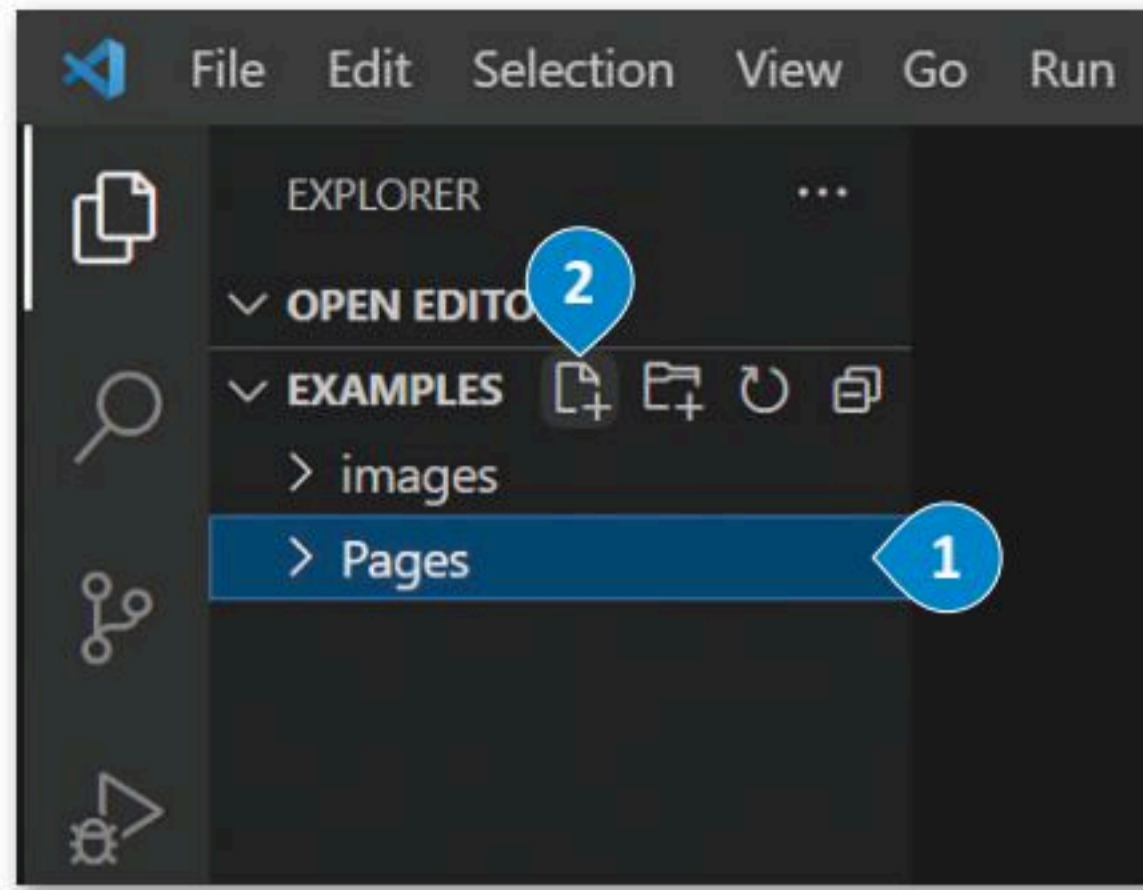 File Edit Selection View Go Run
EXPLORER
2
OPEN EDITO
EXAMPLES
images
Pages
1